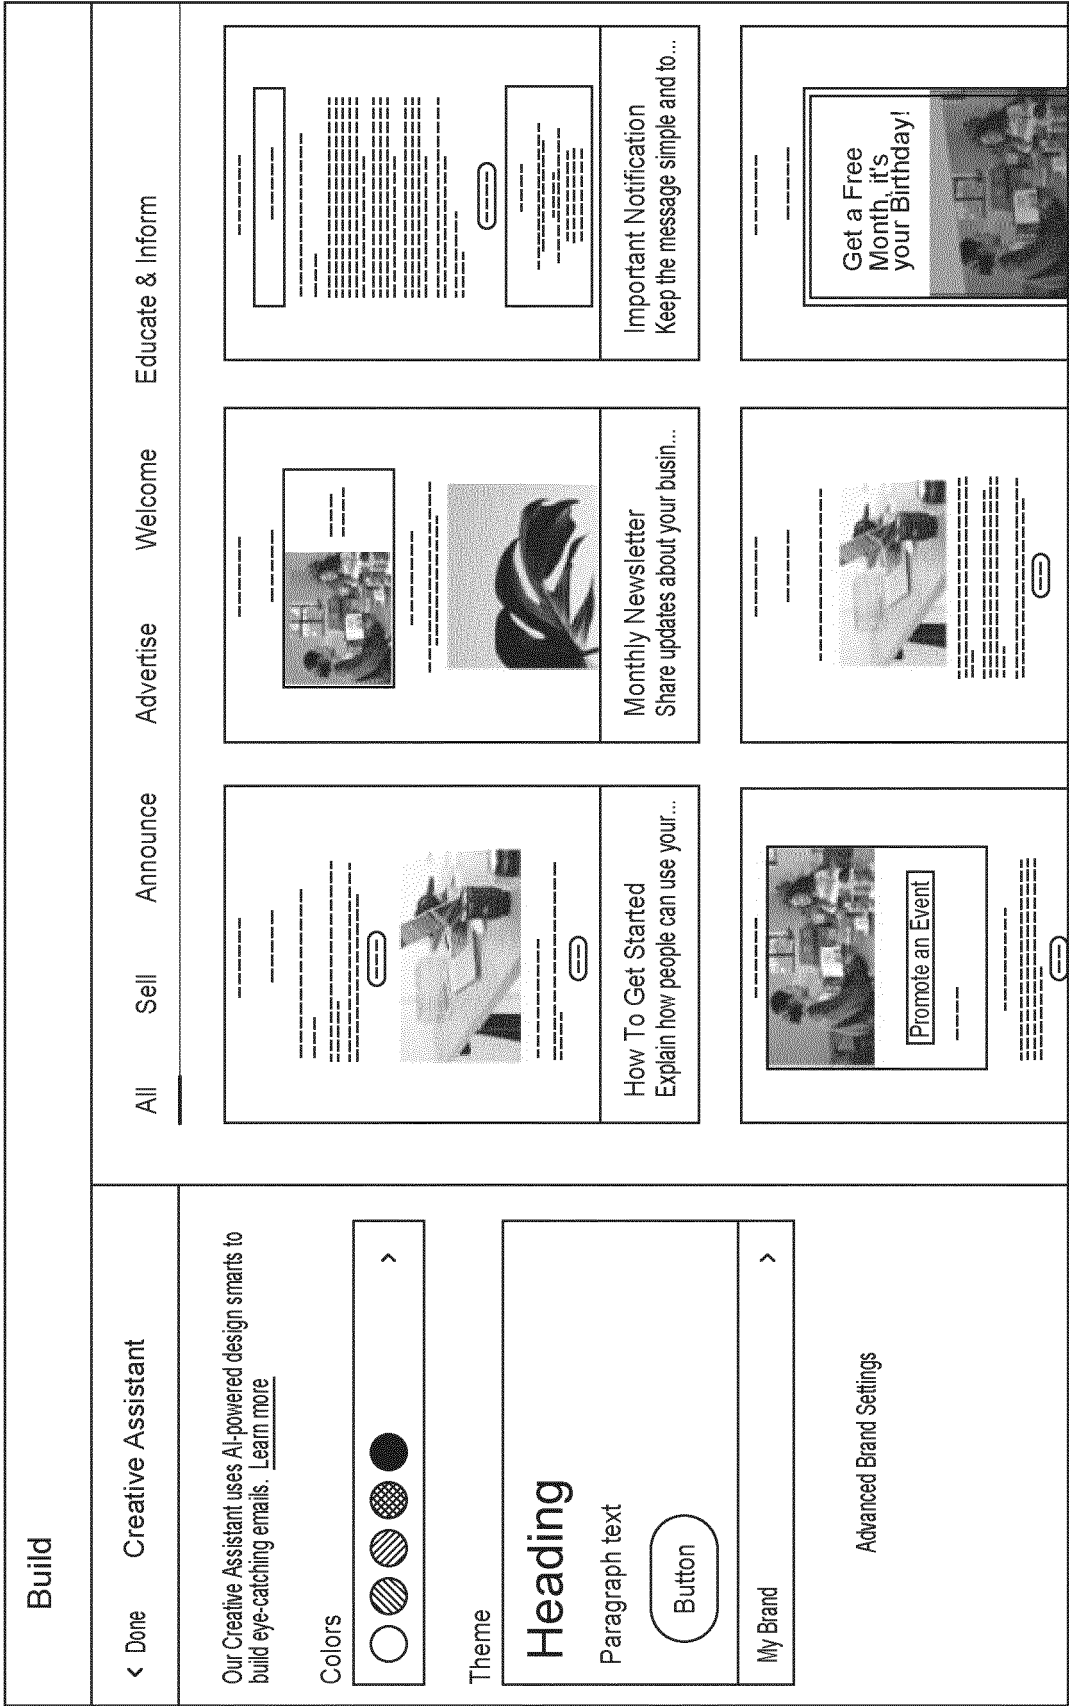 Build
< Done
Creative Assistant
Our Creative Assistant uses AI-powered design smarts to
build eye-catching emails. Learn more
Colors
>
Theme
Heading
Paragraph text
Button
My Brand
>
Advanced Brand Settings
All
Sell
Announce
Advertise
Welcome
Educate & Inform
How To Get Started
Explain how people can use your...
Monthly Newsletter
Share updates about your busin...
Important Notification
Keep the message simple and to...
Promote an Event
Get a Free
Month, it's
your Birthday!